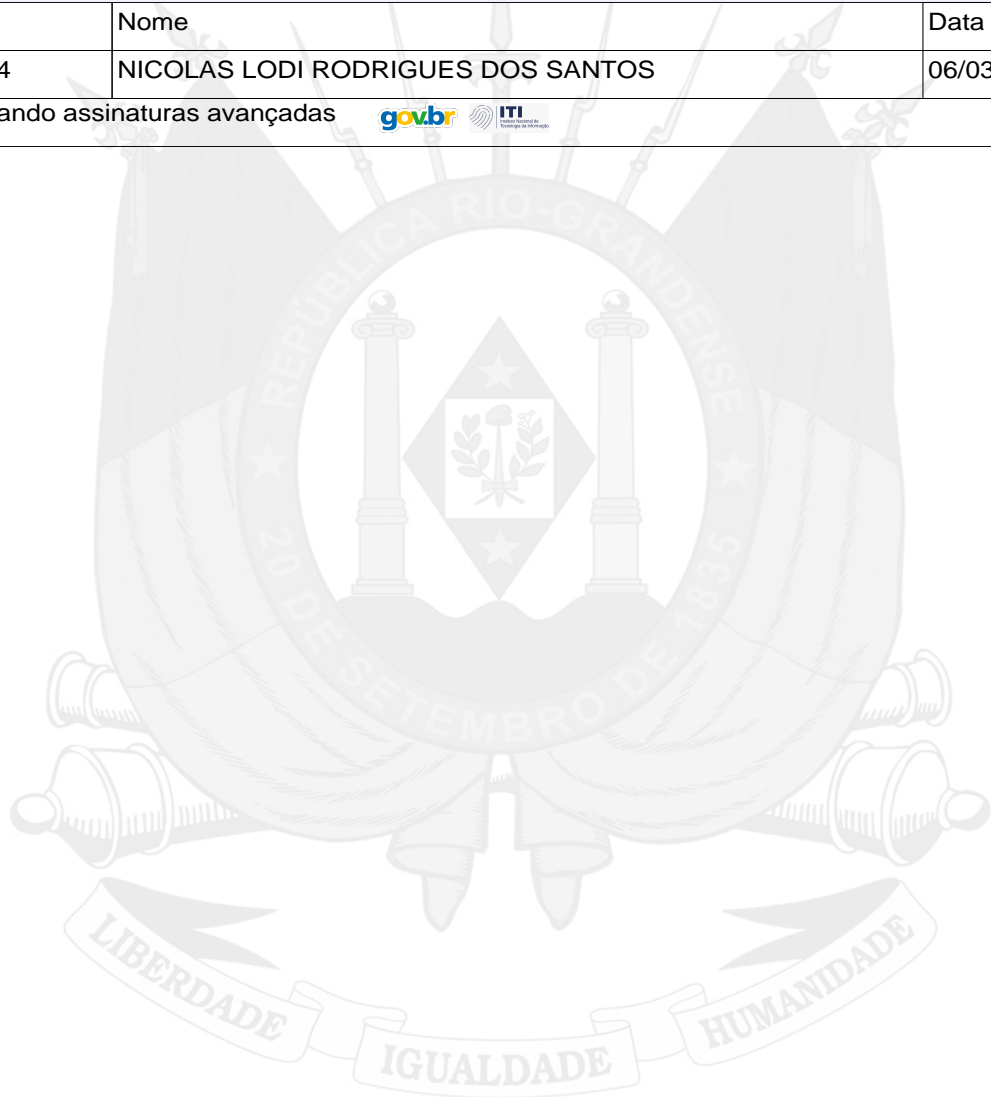 Nome Data
4 NICOLAS LODI RODRIGUES DOS SANTOS 06/03
ando assinaturas avançadas gov.br ITI
REPÚBLICA RIO-GRANDENSE
20 DE SETEMBRO DE 1835
LIBERDADE IGUALDADE HUMANIDADE